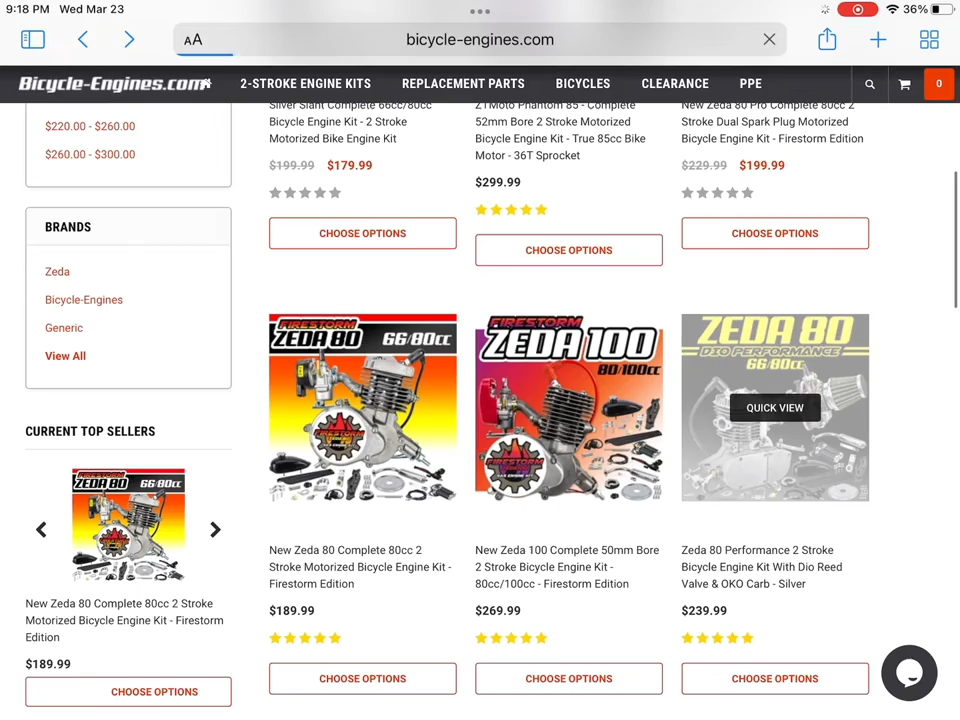 9:18 PM Wed Mar 23
36%
AA
bicycle-engines.com
Bicycle-Engines.com
2-STROKE ENGINE KITS
REPLACEMENT PARTS
BICYCLES
CLEARANCE
PPE
0
$220.00 - $260.00
$260.00 - $300.00
BRANDS
Zeda
Bicycle-Engines
Generic
View All
CURRENT TOP SELLERS
FIRESTORM
ZEDA 80 66/80cc
New Zeda 80 Complete 80cc 2 Stroke
Motorized Bicycle Engine Kit - Firestorm
Edition
$189.99
CHOOSE OPTIONS
Silver Slant Complete 66cc/80cc
Bicycle Engine Kit - 2 Stroke
Motorized Bike Engine Kit
$199.99 $179.99
CHOOSE OPTIONS
ZTMoto Phantom 85 - Complete
52mm Bore 2 Stroke Motorized
Bicycle Engine Kit - True 85cc Bike
Motor - 36T Sprocket
$299.99
CHOOSE OPTIONS
New Zeda 80 Pro Complete 80cc 2
Stroke Dual Spark Plug Motorized
Bicycle Engine Kit - Firestorm Edition
$229.99 $199.99
CHOOSE OPTIONS
FIRESTORM
ZEDA 80 66/80cc
New Zeda 80 Complete 80cc 2
Stroke Motorized Bicycle Engine Kit -
Firestorm Edition
$189.99
CHOOSE OPTIONS
FIRESTORM
ZEDA 100
80/100cc
New Zeda 100 Complete 50mm Bore
2 Stroke Bicycle Engine Kit -
80cc/100cc - Firestorm Edition
$269.99
CHOOSE OPTIONS
ZEDA 80
DIO PERFORMANCE
66/80cc
QUICK VIEW
Zeda 80 Performance 2 Stroke
Bicycle Engine Kit With Dio Reed
Valve & OKO Carb - Silver
$239.99
CHOOSE OPTIONS